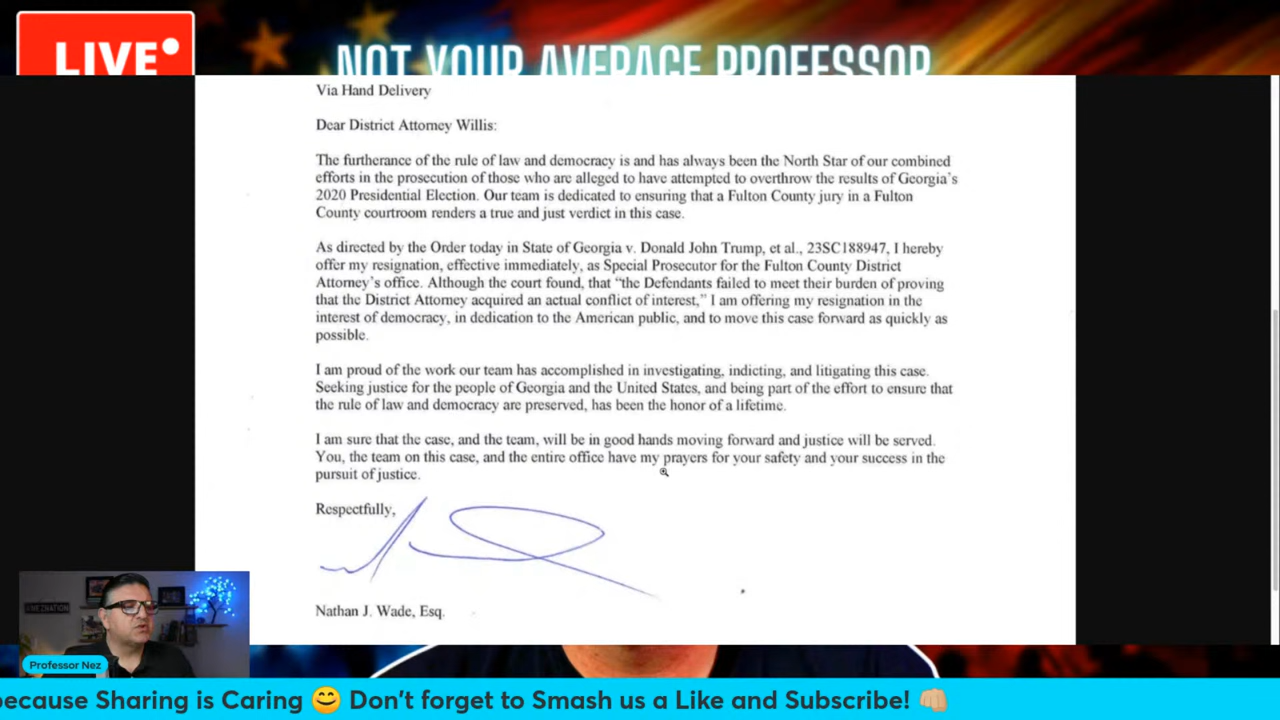 LIVE
NOT YOUR AVERAGE PROFESSOR
Via Hand Delivery
Dear District Attorney Willis:
The furtherance of the rule of law and democracy is and has always been the North Star of our combined
efforts in the prosecution of those who are alleged to have attempted to overthrow the results of Georgia's
2020 Presidential Election. Our team is dedicated to ensuring that a Fulton County jury in a Fulton
County courtroom renders a true and just verdict in this case.
As directed by the Order today in State of Georgia v. Donald John Trump, et al., 23SC188947, I hereby
offer my resignation, effective immediately, as Special Prosecutor for the Fulton County District
Attorney's office. Although the court found, that “the Defendants failed to meet their burden of proving
that the District Attorney acquired an actual conflict of interest,” I am offering my resignation in the
interest of democracy, in dedication to the American public, and to move this case forward as quickly as
possible.
I am proud of the work our team has accomplished in investigating, indicting, and litigating this case.
Seeking justice for the people of Georgia and the United States, and being part of the effort to ensure that
the rule of law and democracy are preserved, has been the honor of a lifetime.
I am sure that the case, and the team, will be in good hands moving forward and justice will be served.
You, the team on this case, and the entire office have my prayers for your safety and your success in the
pursuit of justice.
Respectfully,
Nathan J. Wade, Esq.
#NEZNATION
Professor Nez
because Sharing is Caring 😊 Don't forget to Smash us a Like and Subscribe! 👊🏼